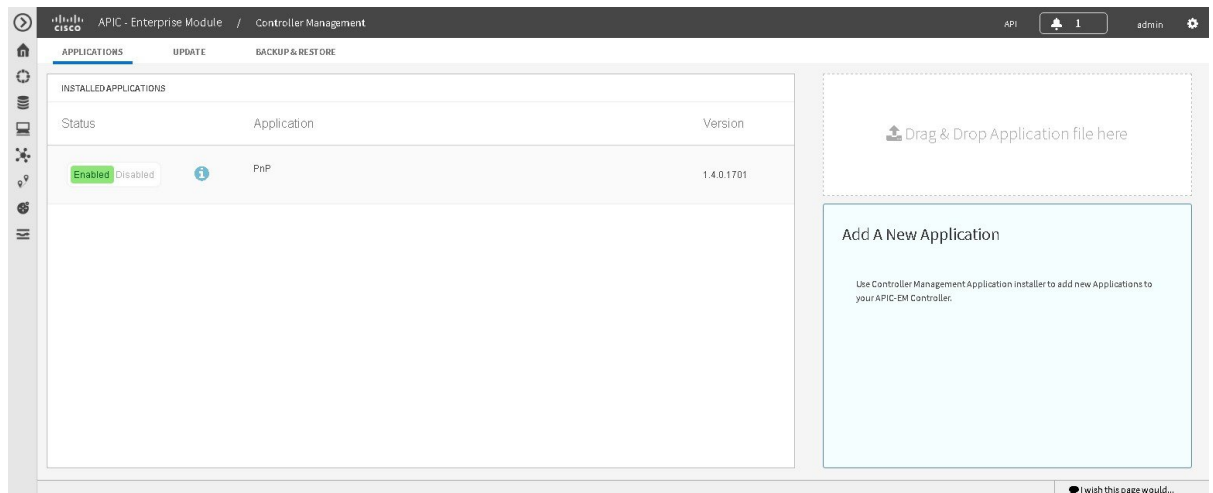 CISCO APIC - Enterprise Module / Controller Management API 1 admin
APPLICATIONS UPDATE BACKUP & RESTORE
INSTALLED APPLICATIONS
Status Application Version
Enabled Disabled PnP 1.4.0.1701
Drag & Drop Application file here
Add A New Application
Use Controller Management Application installer to add new Applications to
your APIC-EM Controller.
I wish this page would...